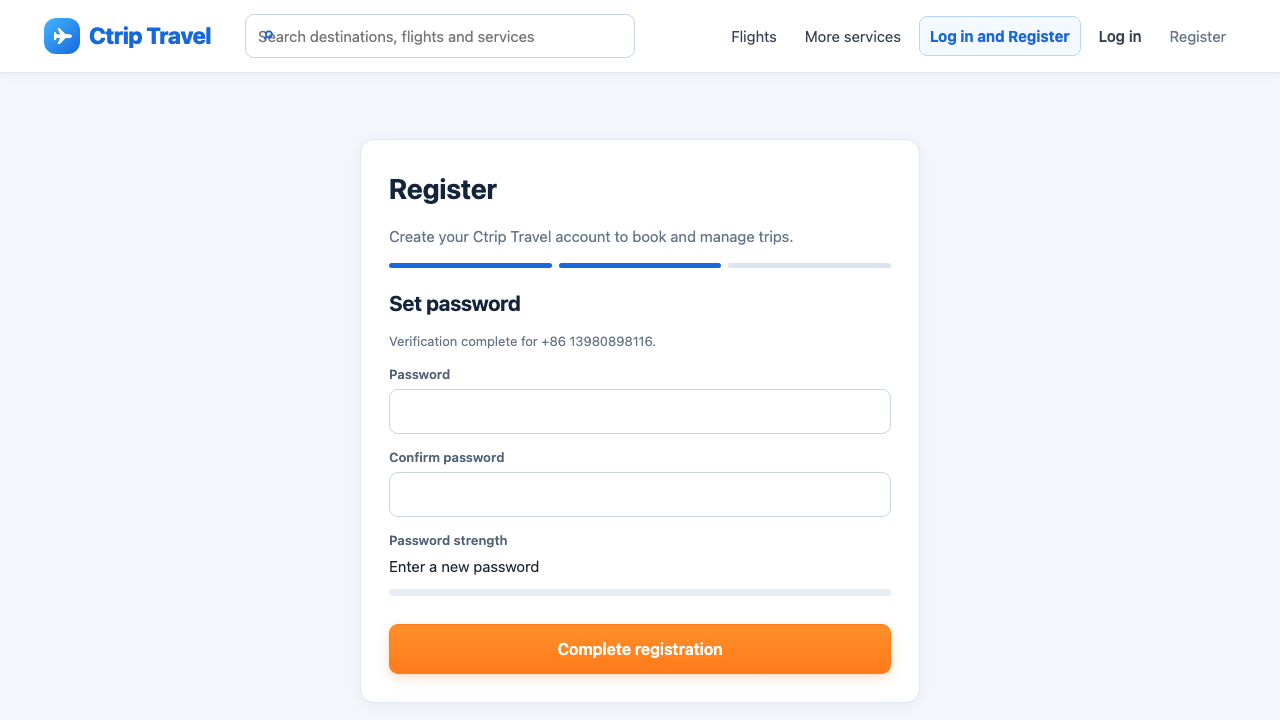 Ctrip Travel
Search destinations, flights and services
Flights
More services
Log in and Register
Log in
Register
Register
Create your Ctrip Travel account to book and manage trips.
Set password
Verification complete for +86 13980898116.
Password
Confirm password
Password strength
Enter a new password
Complete registration